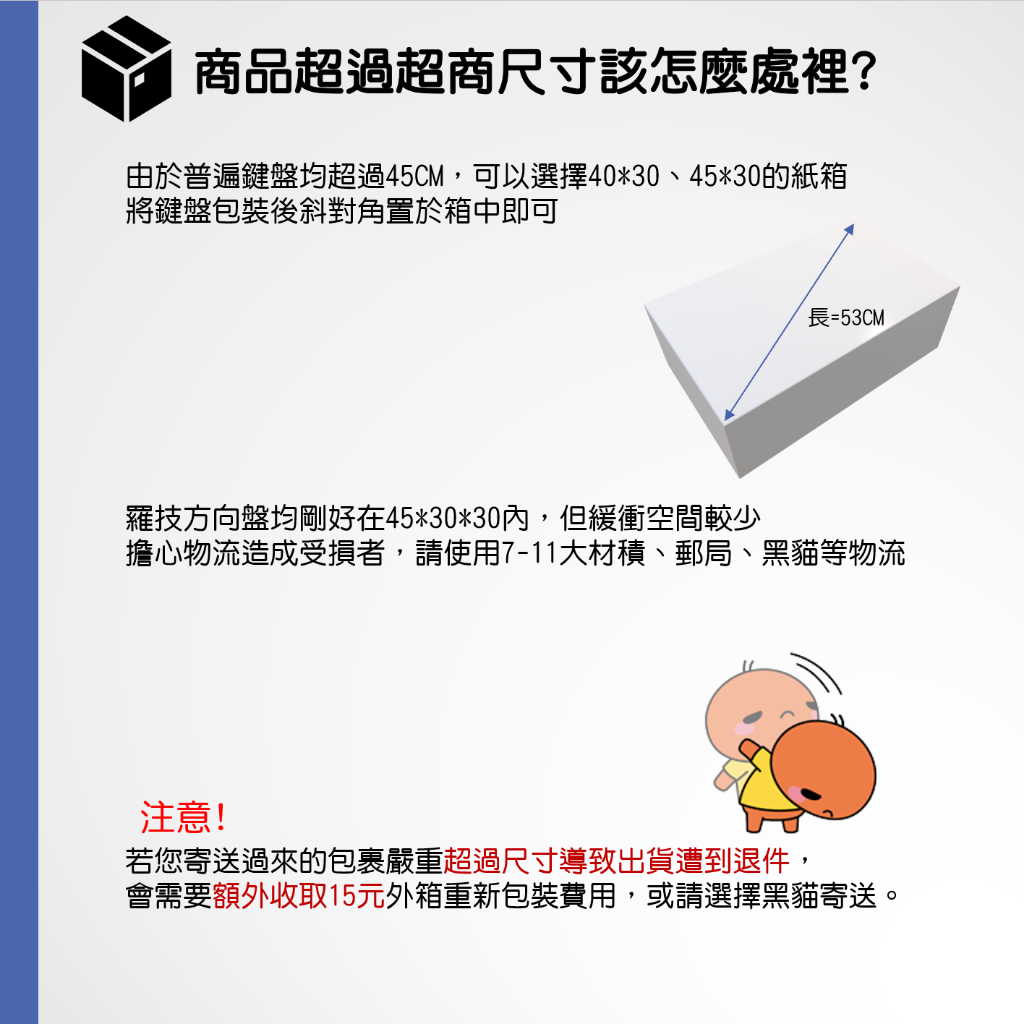 商品超過超商尺寸該怎麼處裡?
由於普遍鍵盤均超過45CM，可以選擇40*30、45*30的紙箱
將鍵盤包裝後斜對角置於箱中即可
長=53CM
羅技方向盤均剛好在45*30*30內，但緩衝空間較少
擔心物流造成受損者，請使用7-11大材積、郵局、黑貓等物流
注意!
若您寄送過來的包裹嚴重超過尺寸導致出貨遭到退件，
會需要額外收取15元外箱重新包裝費用，或請選擇黑貓寄送。